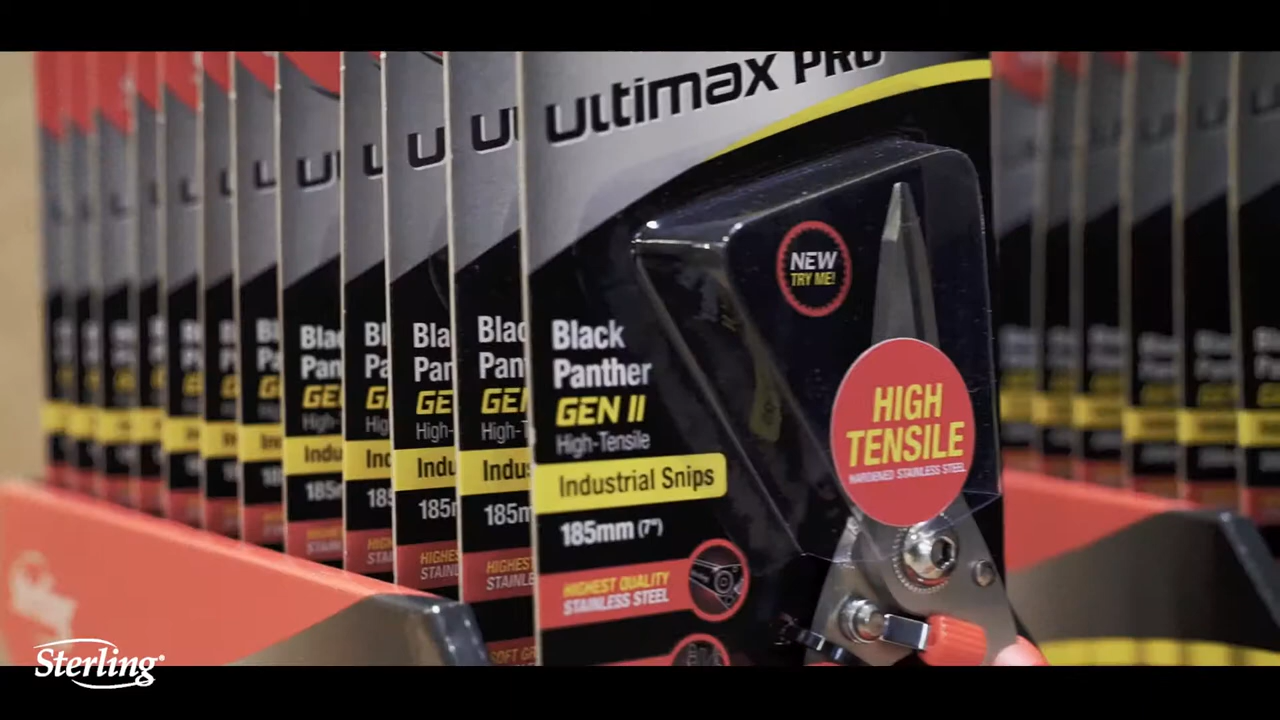 ultimax PRO
NEW
TRY ME!
Black
Panther
GEN II
High-Tensile
Industrial Snips
185mm (7")
HIGH
TENSILE
HARDENED STAINLESS STEEL
HIGHEST QUALITY
STAINLESS STEEL
Sterling